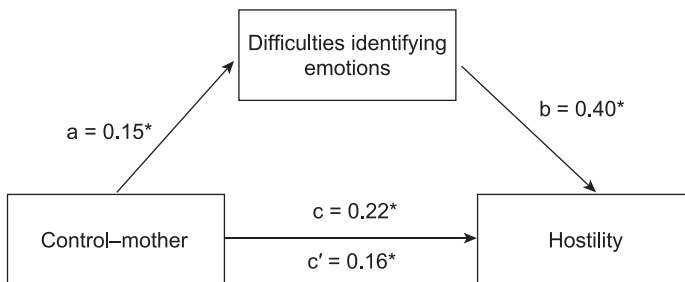 Difficulties identifying
emotions
a = 0.15*
b = 0.40*
c = 0.22*
Control–mother
Hostility
c′ = 0.16*